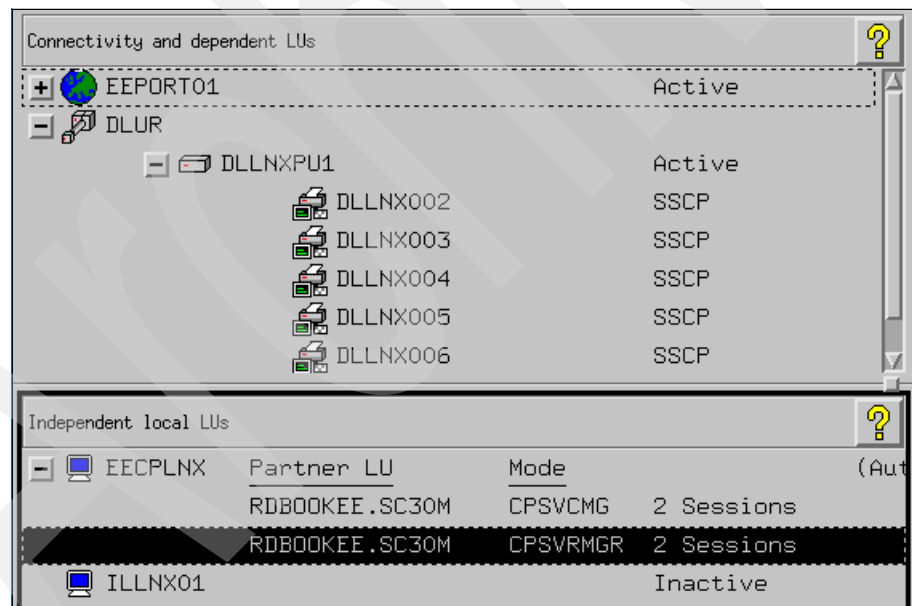 Connectivity and dependent LUs
EEPORT01 Active
DLUR
DLLNXPU1 Active
DLLNX002 SSCP
DLLNX003 SSCP
DLLNX004 SSCP
DLLNX005 SSCP
DLLNX006 SSCP
Independent local LUs
EECPLNX Partner LU Mode (Aut
RDBOOKEE.SC30M CPSVCMG 2 Sessions
RDBOOKEE.SC30M CPSVRMGR 2 Sessions
ILLNX01 Inactive